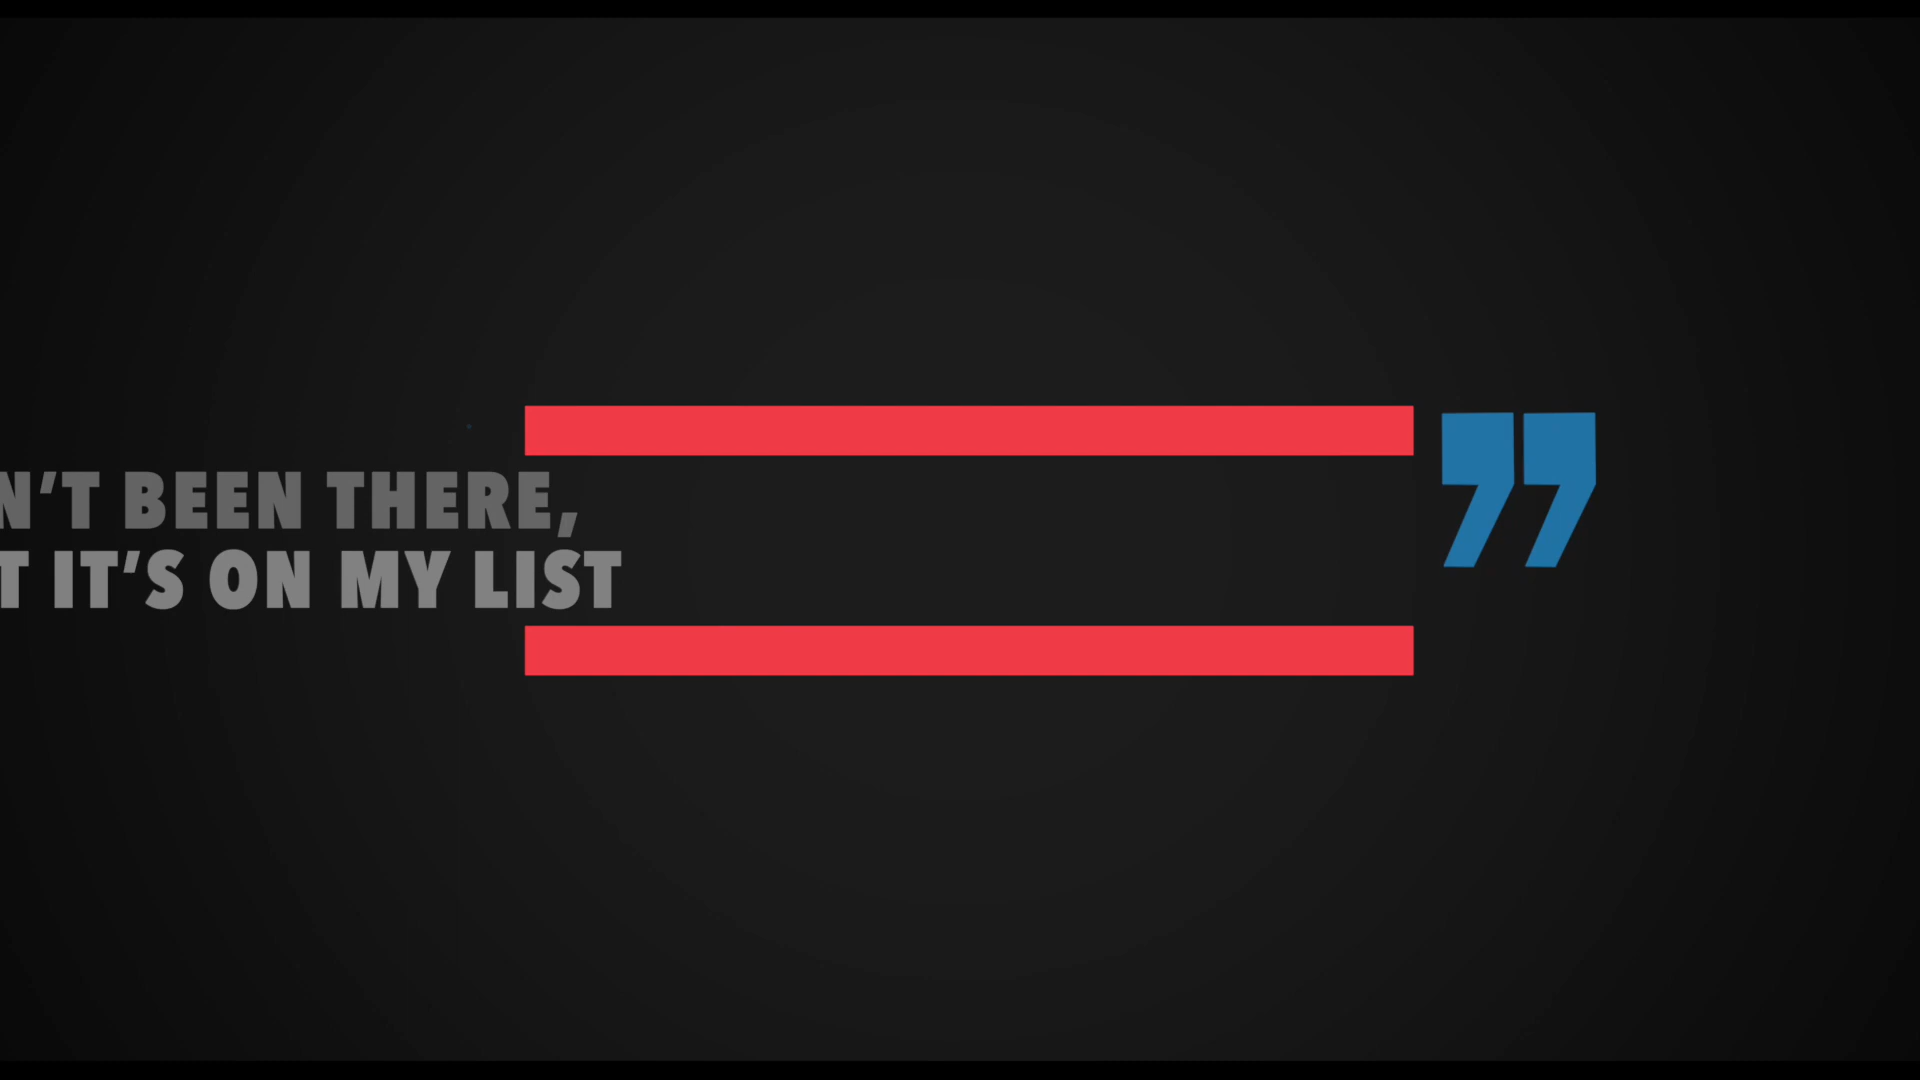 N’T BEEN THERE,
T IT’S ON MY LIST
”